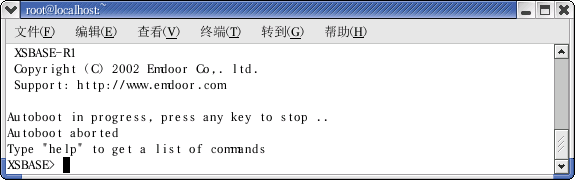 root@localhost:~
文件(F) 编辑(E) 查看(V) 终端(T) 转到(G) 帮助(H)
XSBASE-R1
Copyright (C) 2002 Emdoor Co,. ltd.
Support: http://www.emdoor.com
Autoboot in progress, press any key to stop ..
Autoboot aborted
Type "help" to get a list of commands
XSBASE>